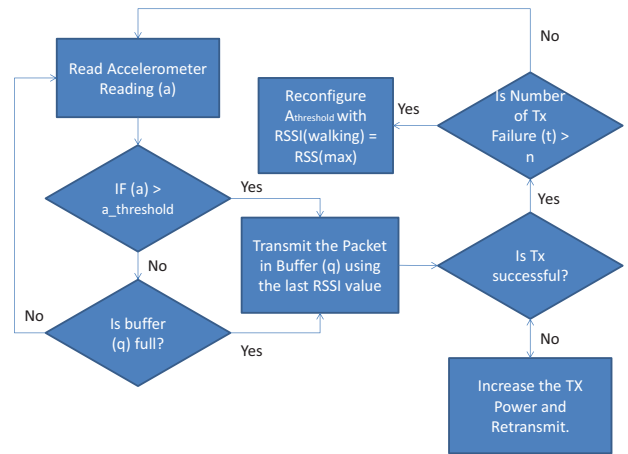 No
Read Accelerometer
Reading (a)
Reconfigure
Athreshold with
RSSI(walking) =
RSS(max)
Yes
Is Number
of Tx
Failure (t) >
n
IF (a) >
a_threshold
Yes
Yes
No
Transmit the Packet
in Buffer (q) using
the last RSSI value
Is Tx
successful?
No
Is buffer
(q) full?
Yes
No
Increase the TX
Power and
Retransmit.